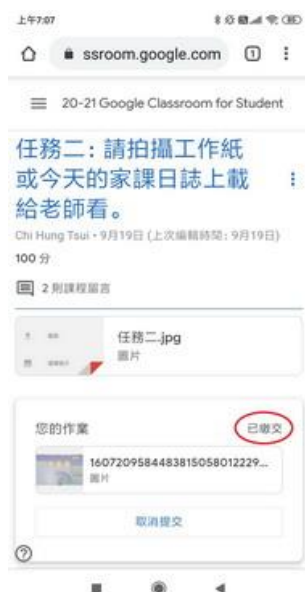 上午7:07
ssroom.google.com
1
20-21 Google Classroom for Student
任務二：請拍攝工作紙
或今天的家課日誌上載
給老師看。
Chi Hung Tsui • 9月19日 (上次編輯時間：9月19日)
100 分
2 則課程留言
任務二.jpg
圖片
您的作業
已繳交
1607209584483815058012229...
圖片
取消提交